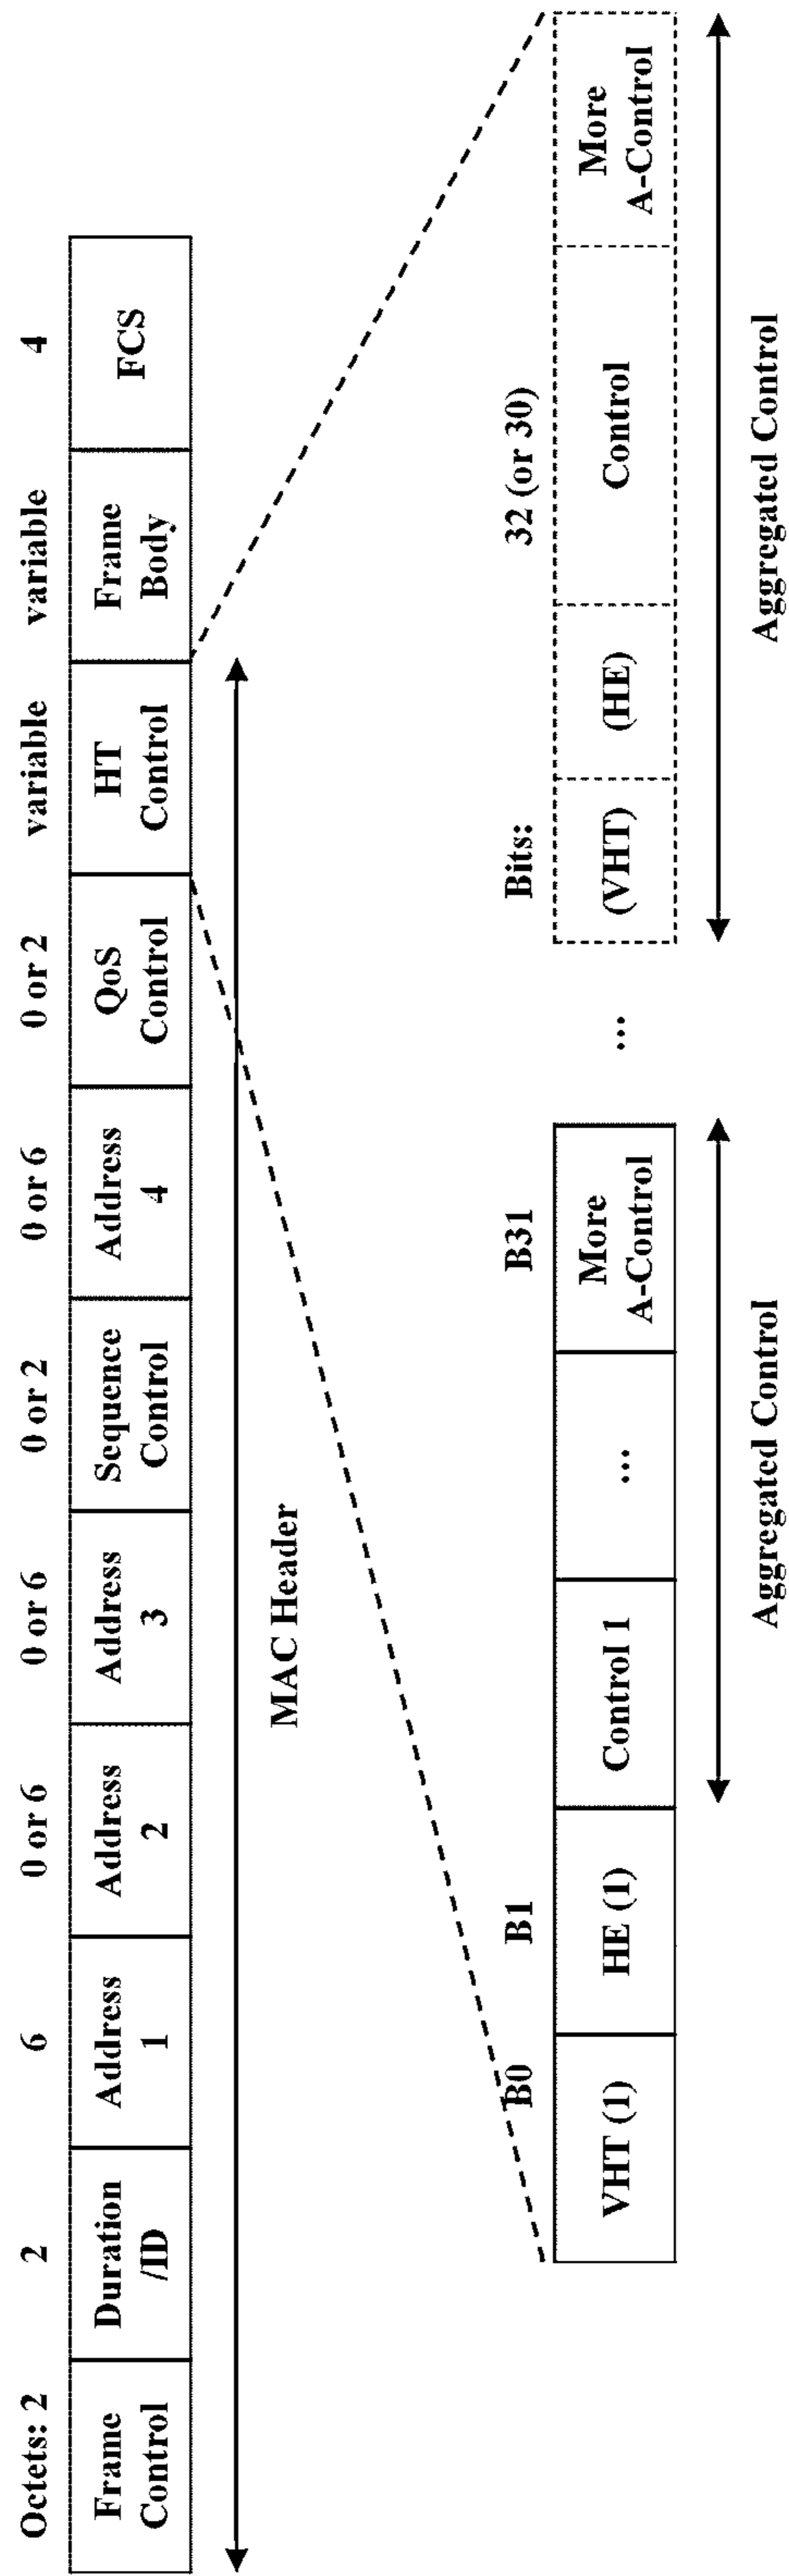 Octets: 2 2 6 0 or 6 0 or 6 0 or 2 0 or 6 0 or 2 variable variable 4
Frame Duration Address Address Address Sequence Address QoS HT Frame FCS
Control /ID 1 2 3 Control 4 Control Control Body
MAC Header
B0 B1 B31 Bits: 32 (or 30)
VHT (1) HE (1) Control 1 ... More A-Control ... (VHT) (HE) Control More A-Control
Aggregated Control Aggregated Control